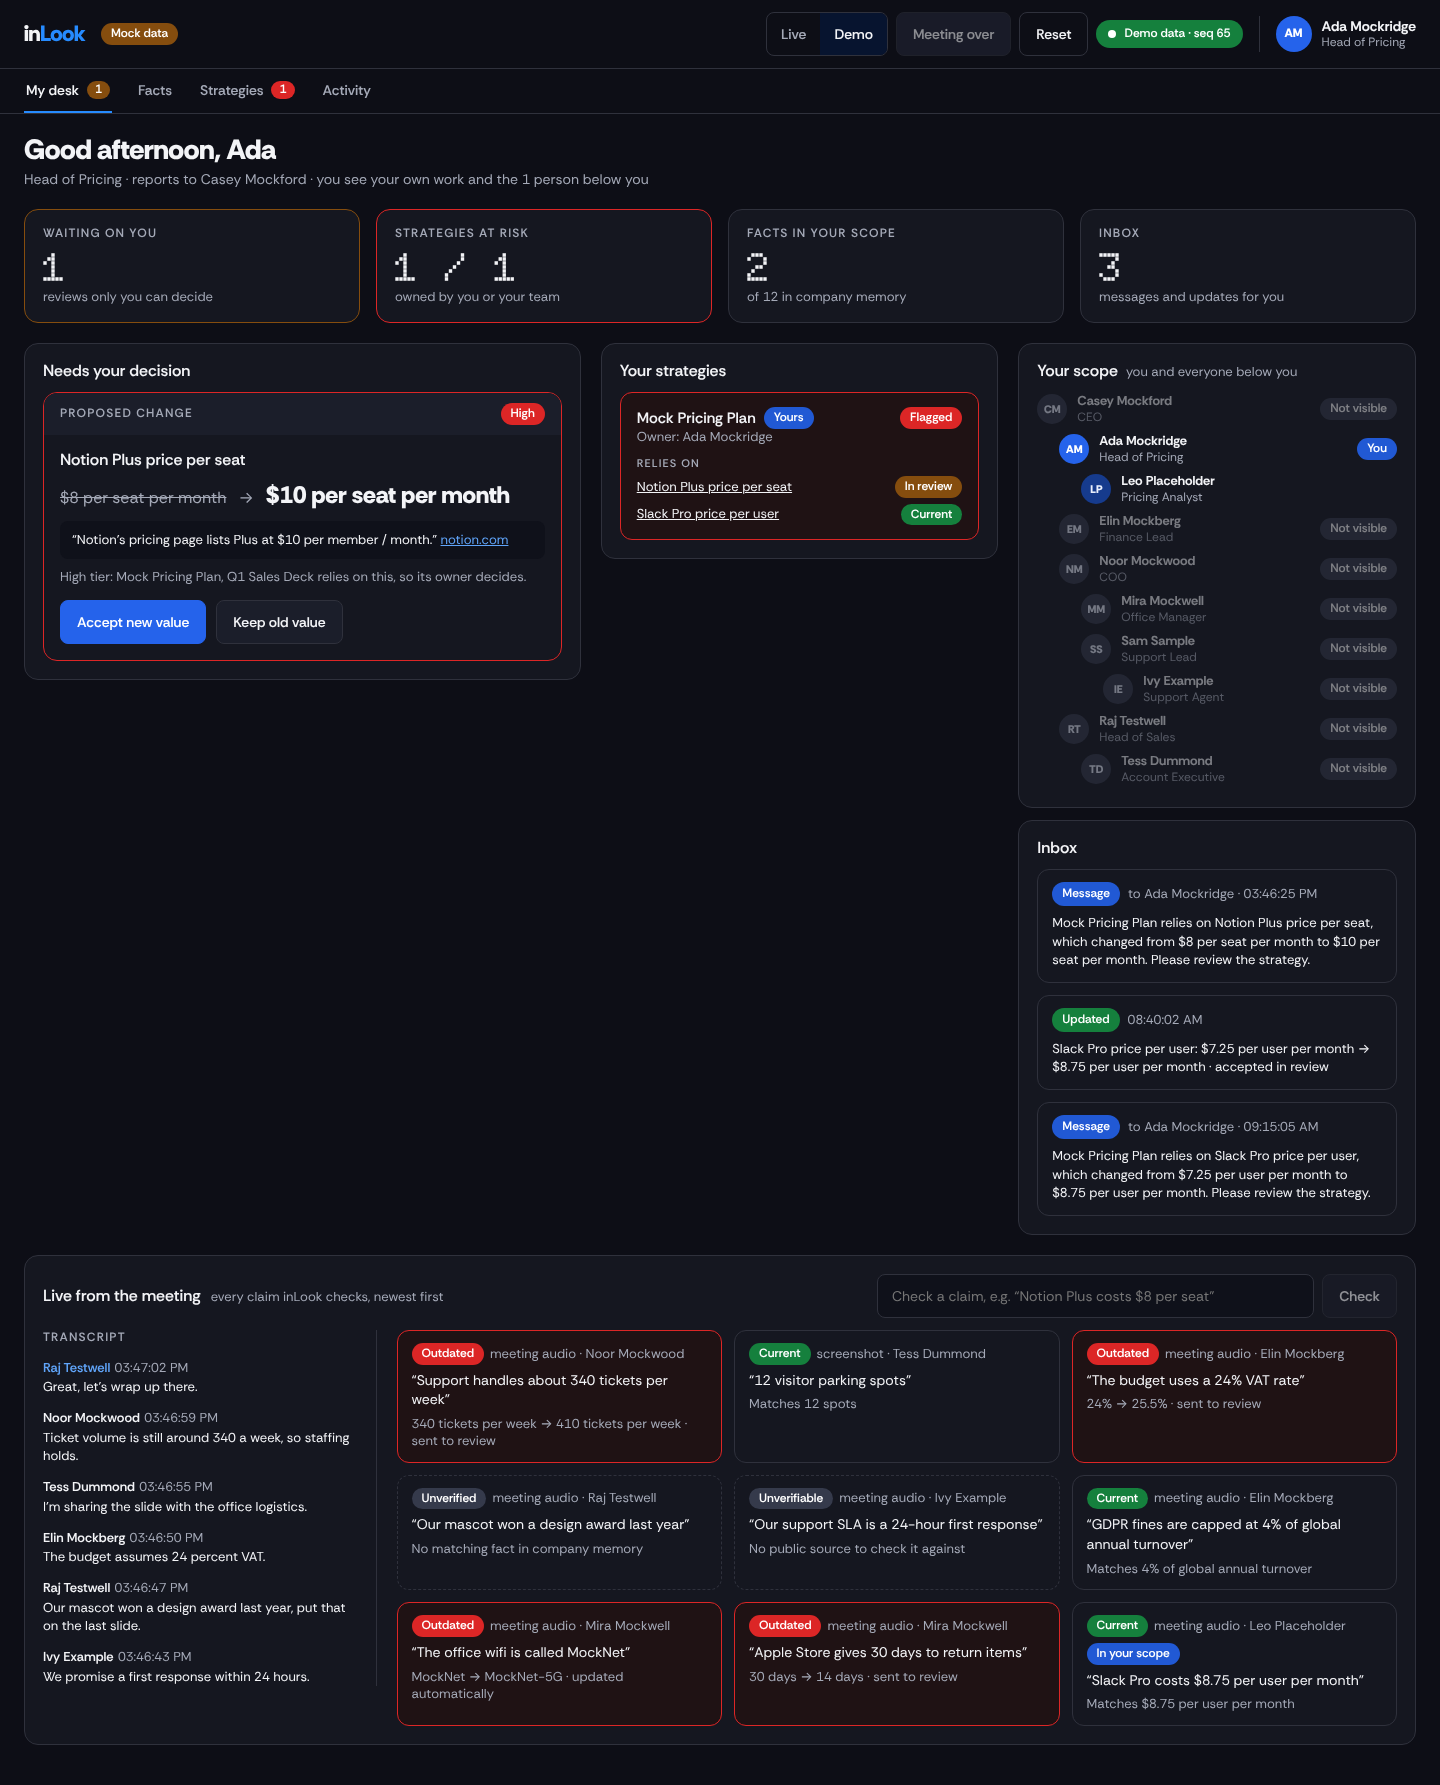 inLook
Mock data
Live
Demo
Meeting over
Reset
Demo data · seq 65
AM
Ada Mockridge
Head of Pricing
My desk 1
Facts
Strategies 1
Activity
Good afternoon, Ada
Head of Pricing · reports to Casey Mockford · you see your own work and the 1 person below you
WAITING ON YOU
1
reviews only you can decide
STRATEGIES AT RISK
1 / 1
owned by you or your team
FACTS IN YOUR SCOPE
2
of 12 in company memory
INBOX
3
messages and updates for you
Needs your decision
PROPOSED CHANGE
High
Notion Plus price per seat
$8 per seat per month → $10 per seat per month
“Notion’s pricing page lists Plus at $10 per member / month.” notion.com
High tier: Mock Pricing Plan, Q1 Sales Deck relies on this, so its owner decides.
Accept new value
Keep old value
Your strategies
Mock Pricing Plan Yours Flagged
Owner: Ada Mockridge
RELIES ON
Notion Plus price per seat In review
Slack Pro price per user Current
Your scope you and everyone below you
CM Casey Mockford Not visible
CEO
AM Ada Mockridge You
Head of Pricing
LP Leo Placeholder
Pricing Analyst
EM Elin Mockberg Not visible
Finance Lead
NM Noor Mockwood Not visible
COO
MM Mira Mockwell Not visible
Office Manager
SS Sam Sample Not visible
Support Lead
IE Ivy Example Not visible
Support Agent
RT Raj Testwell Not visible
Head of Sales
TD Tess Dummond Not visible
Account Executive
Inbox
Message to Ada Mockridge · 03:46:25 PM
Mock Pricing Plan relies on Notion Plus price per seat,
which changed from $8 per seat per month to $10 per
seat per month. Please review the strategy.
Updated 08:40:02 AM
Slack Pro price per user: $7.25 per user per month →
$8.75 per user per month · accepted in review
Message to Ada Mockridge · 09:15:05 AM
Mock Pricing Plan relies on Slack Pro price per user,
which changed from $7.25 per user per month to
$8.75 per user per month. Please review the strategy.
Live from the meeting every claim inLook checks, newest first
Check a claim, e.g. “Notion Plus costs $8 per seat”
Check
TRANSCRIPT
Raj Testwell 03:47:02 PM
Great, let’s wrap up there.
Noor Mockwood 03:46:59 PM
Ticket volume is still around 340 a week, so staffing
holds.
Tess Dummond 03:46:55 PM
I’m sharing the slide with the office logistics.
Elin Mockberg 03:46:50 PM
The budget assumes 24 percent VAT.
Raj Testwell 03:46:47 PM
Our mascot won a design award last year, put that
on the last slide.
Ivy Example 03:46:43 PM
We promise a first response within 24 hours.
Outdated meeting audio · Noor Mockwood
“Support handles about 340 tickets per
week”
340 tickets per week → 410 tickets per week ·
sent to review
Current screenshot · Tess Dummond
“12 visitor parking spots”
Matches 12 spots
Outdated meeting audio · Elin Mockberg
“The budget uses a 24% VAT rate”
24% → 25.5% · sent to review
Unverified meeting audio · Raj Testwell
“Our mascot won a design award last year”
No matching fact in company memory
Unverifiable meeting audio · Ivy Example
“Our support SLA is a 24-hour first response”
No public source to check it against
Current meeting audio · Elin Mockberg
“GDPR fines are capped at 4% of global
annual turnover”
Matches 4% of global annual turnover
Outdated meeting audio · Mira Mockwell
“The office wifi is called MockNet”
MockNet → MockNet-5G · updated
automatically
Outdated meeting audio · Mira Mockwell
“Apple Store gives 30 days to return items”
30 days → 14 days · sent to review
Current meeting audio · Leo Placeholder
In your scope
“Slack Pro costs $8.75 per user per month”
Matches $8.75 per user per month